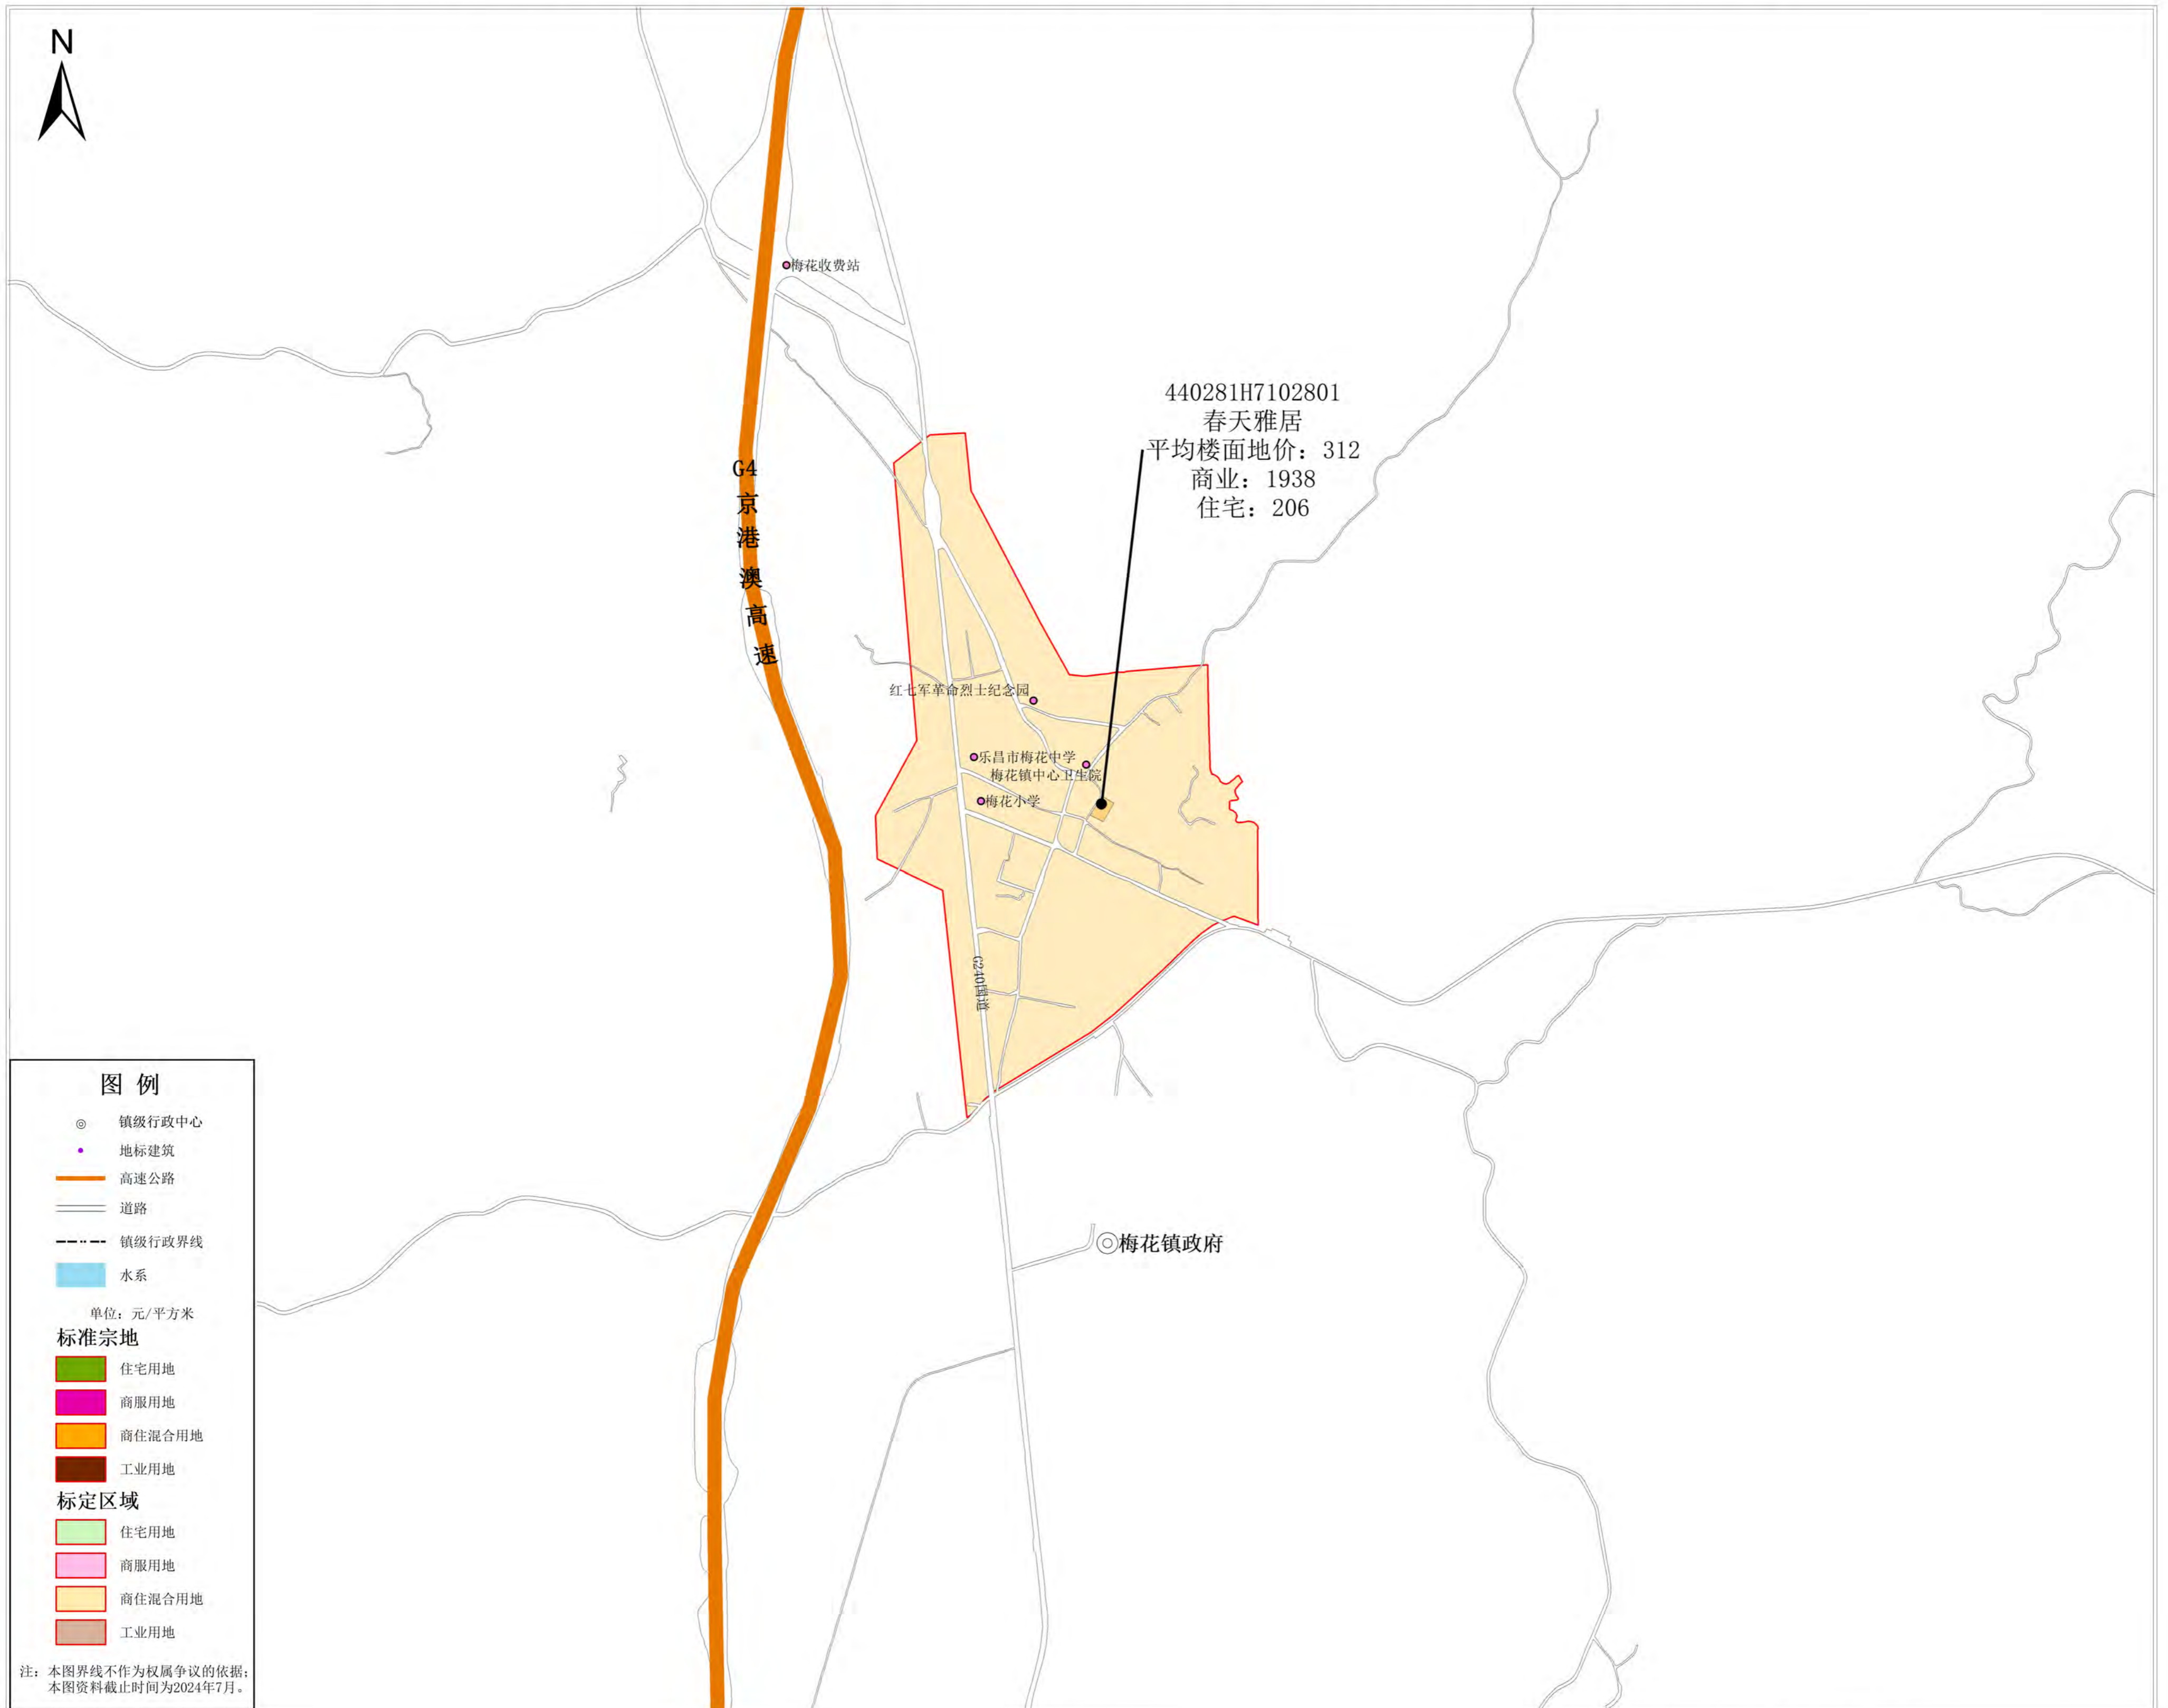 N
梅花收费站
440281H7102801
春天雅居
平均楼面地价：312
商业：1938
住宅：206
G4
京
港
澳
高
速
红七军革命烈士纪念园
乐昌市梅花中学
梅花镇中心卫生院
梅花小学
G240国道
梅花镇政府
图 例
镇级行政中心
地标建筑
高速公路
道路
镇级行政界线
水系
单位：元/平方米
标准宗地
住宅用地
商服用地
商住混合用地
工业用地
标定区域
住宅用地
商服用地
商住混合用地
工业用地
注：本图界线不作为权属争议的依据；
本图资料截止时间为2024年7月。